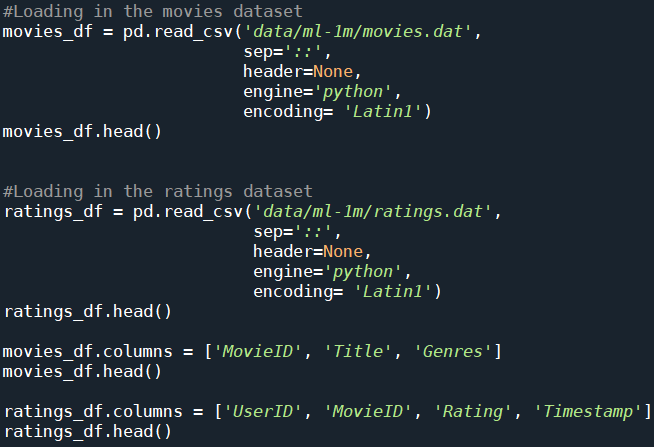 #Loading in the movies dataset
movies_df = pd.read_csv('data/ml-1m/movies.dat',
                        sep='::',
                        header=None,
                        engine='python',
                        encoding= 'Latin1')
movies_df.head()
#Loading in the ratings dataset
ratings_df = pd.read_csv('data/ml-1m/ratings.dat',
                         sep='::',
                         header=None,
                         engine='python',
                         encoding= 'Latin1')
ratings_df.head()
movies_df.columns = ['MovieID', 'Title', 'Genres']
movies_df.head()
ratings_df.columns = ['UserID', 'MovieID', 'Rating', 'Timestamp']
ratings_df.head()